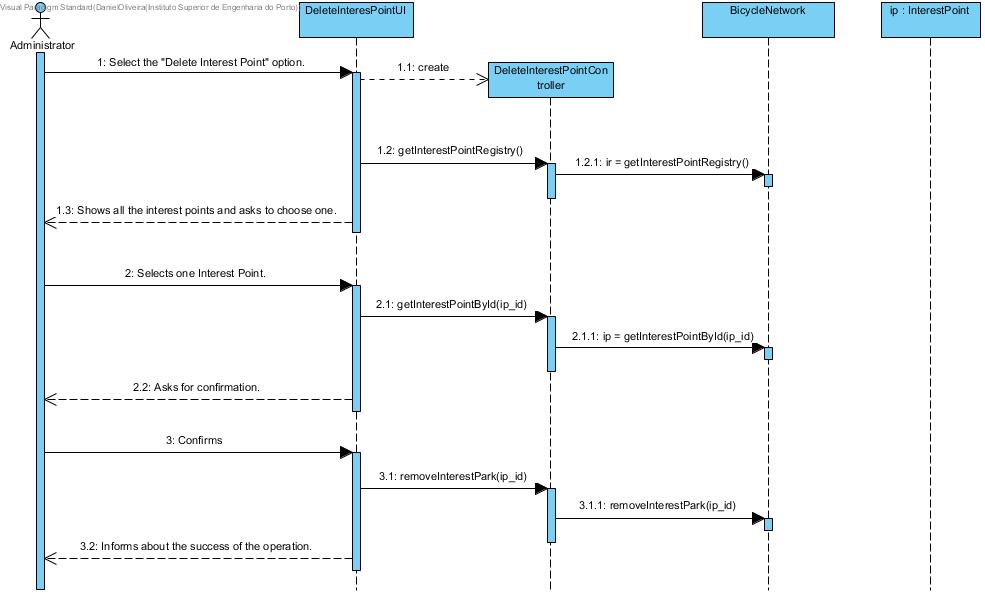 Visual Paradigm Standard(DanielOliveira(Instituto Superior de Engenharia do Porto)
DeleteInteresPointUI
BicycleNetwork
ip : InterestPoint
Administrator
1: Select the "Delete Interest Point" option.
1.1: create
DeleteInterestPointCon
troller
1.2: getInterestPointRegistry()
1.2.1: ir = getInterestPointRegistry()
1.3: Shows all the interest points and asks to choose one.
2: Selects one Interest Point.
2.1: getInterestPointById(ip_id)
2.1.1: ip = getInterestPointById(ip_id)
2.2: Asks for confirmation.
3: Confirms
3.1: removeInterestPark(ip_id)
3.1.1: removeInterestPark(ip_id)
3.2: Informs about the success of the operation.